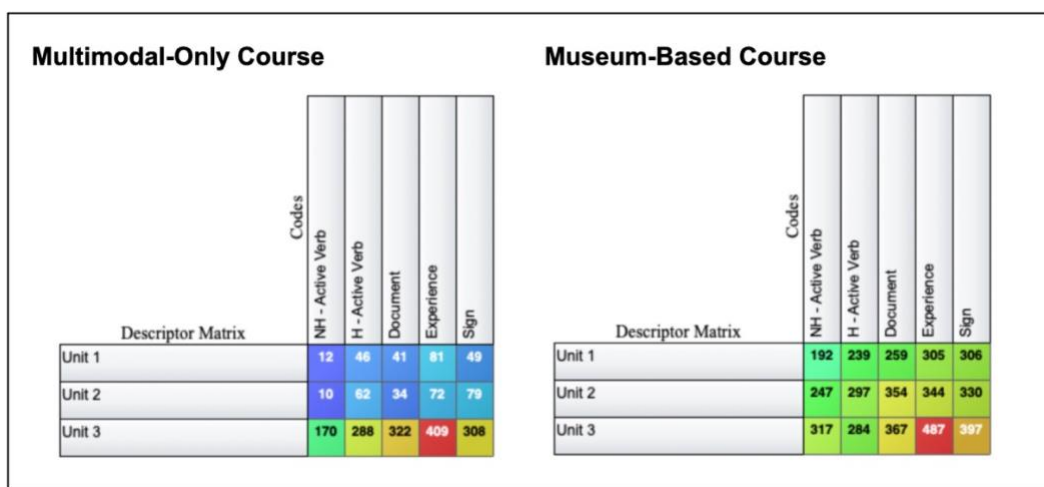 Multimodal-Only Course
Codes
NH - Active Verb
H - Active Verb
Document
Experience
Sign
Descriptor Matrix
Unit 1 12 46 41 81 49
Unit 2 10 62 34 72 79
Unit 3 170 288 322 409 308
Museum-Based Course
Codes
NH - Active Verb
H - Active Verb
Document
Experience
Sign
Descriptor Matrix
Unit 1 192 239 259 305 306
Unit 2 247 297 354 344 330
Unit 3 317 284 367 487 397